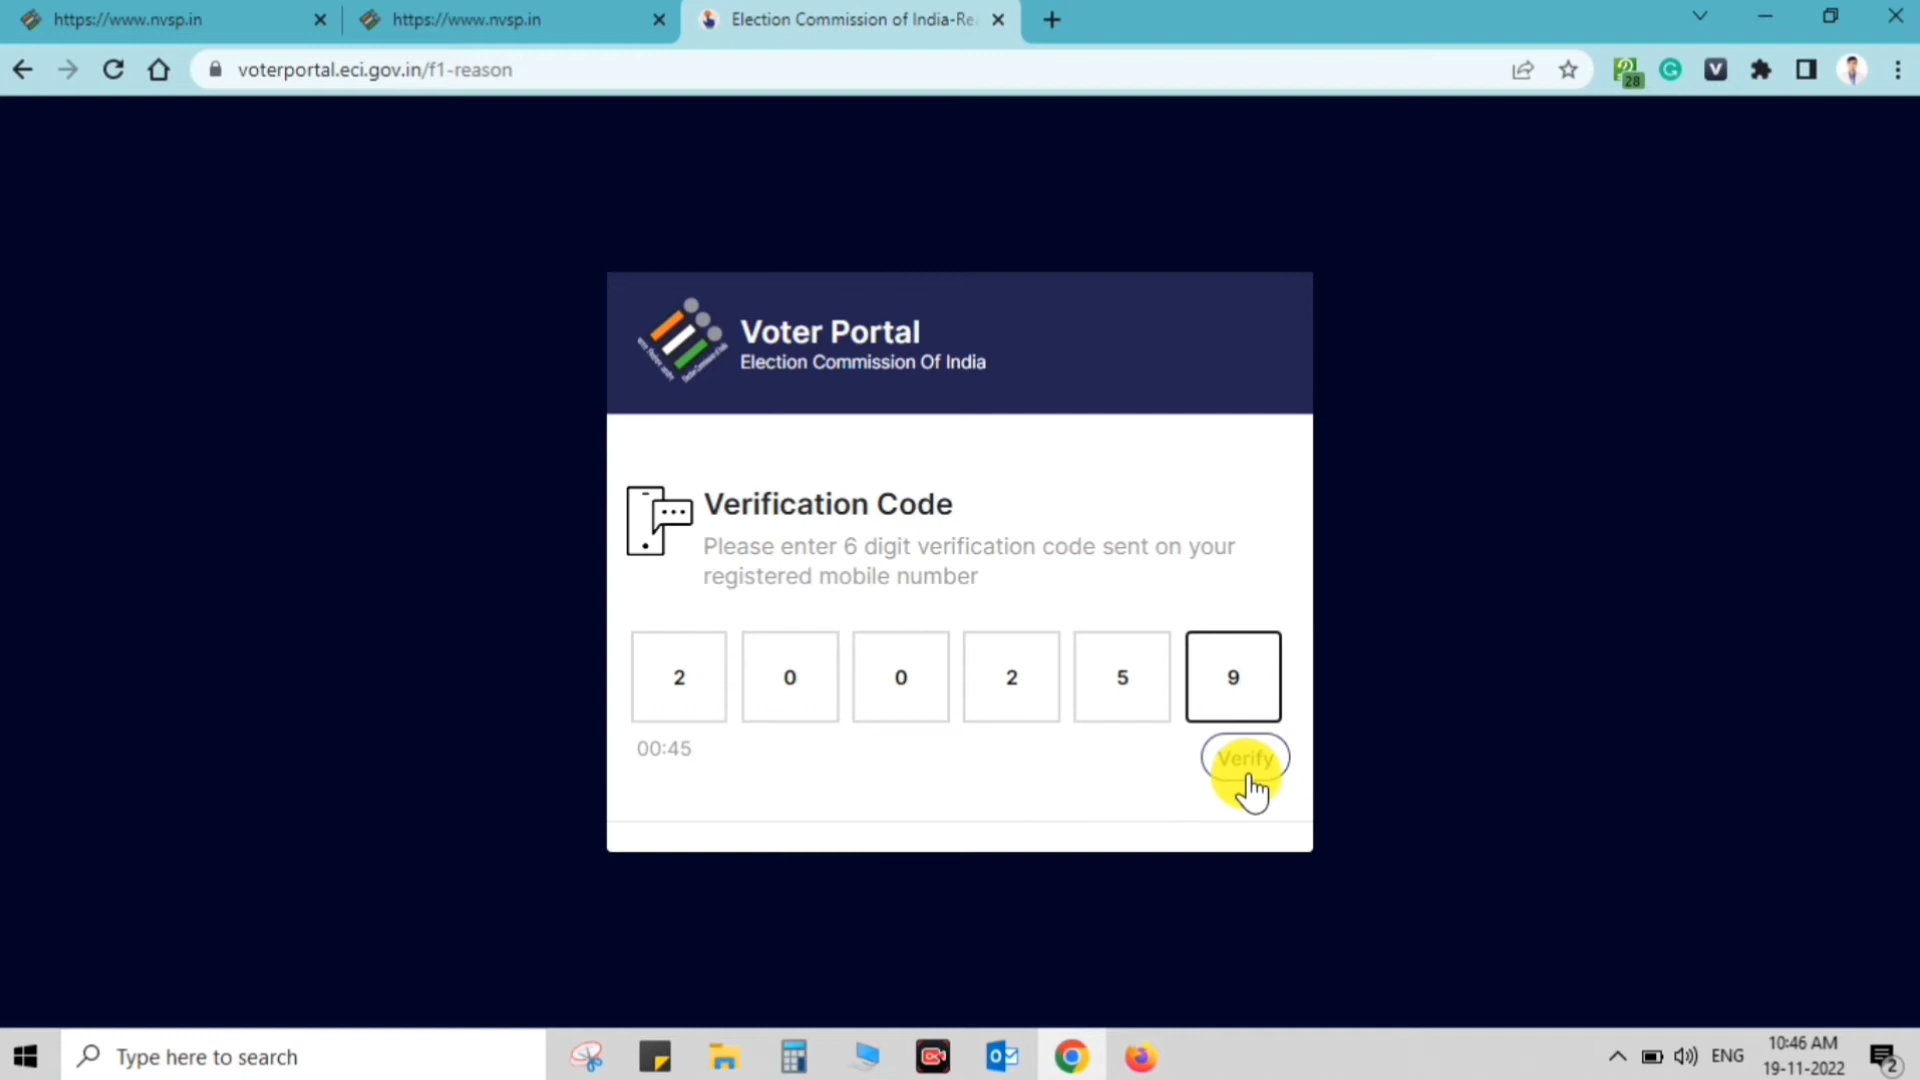 https://www.nvsp.in
https://www.nvsp.in
Election Commission of India-Re
voterportal.eci.gov.in/f1-reason
28
Voter Portal
Election Commission Of India
Verification Code
Please enter 6 digit verification code sent on your
registered mobile number
2 0 0 2 5 9
00:45
Verify
Type here to search
ENG
10:46 AM
19-11-2022
2